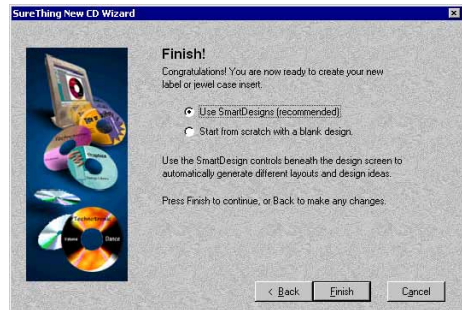 SureThing New CD Wizard
Finish!
Congratulations! You are now ready to create your new
label or jewel case insert.
Use SmartDesigns (recommended)
Start from scratch with a blank design.
Use the SmartDesign controls beneath the design screen to
automatically generate different layouts and design ideas.
Press Finish to continue, or Back to make any changes.
Technotronic
Dance
< Back
Finish
Cancel